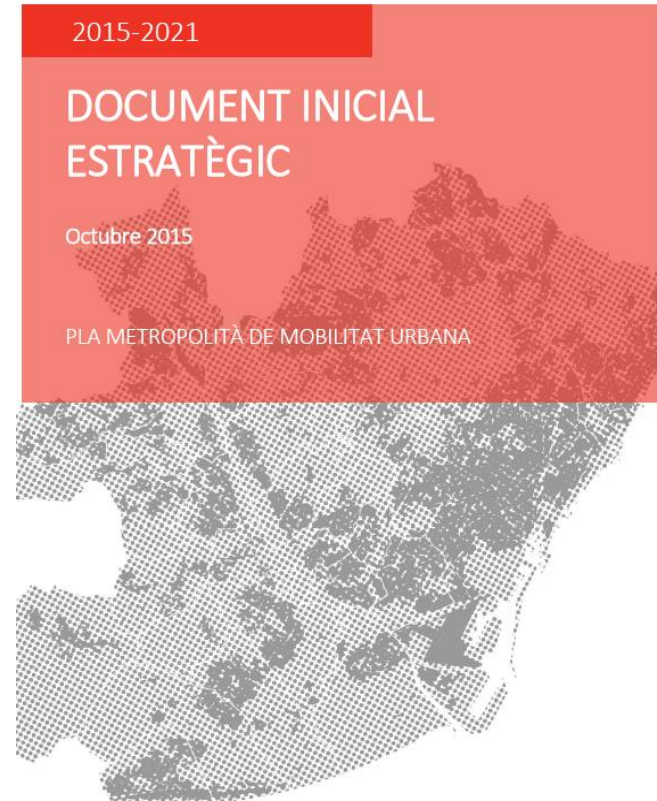 2015-2021
DOCUMENT INICIAL
ESTRATÈGIC
Octubre 2015
PLA METROPOLITÀ DE MOBILITAT URBANA